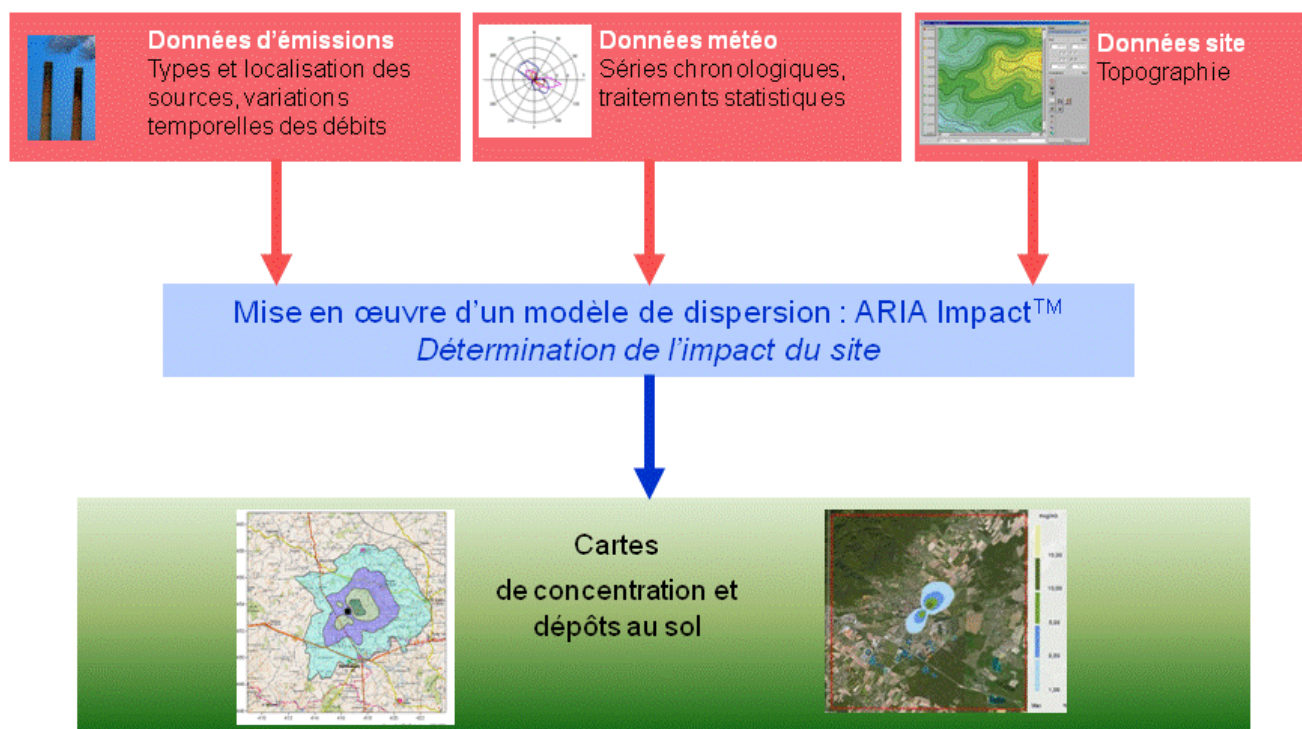 Données d'émissions
Types et localisation des
sources, variations
temporelles des débits
Données météo
Séries chronologiques,
traitements statistiques
Données site
Topographie
Mise en œuvre d'un modèle de dispersion : ARIA Impact™
Détermination de l'impact du site
Cartes
de concentration et
dépôts au sol